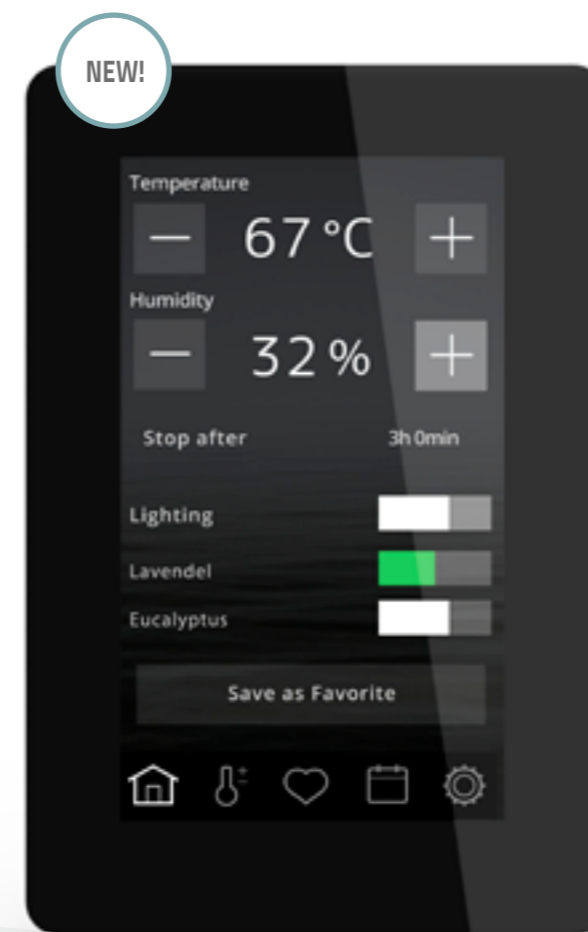 NEW!
Temperature
67 °C
Humidity
32 %
Stop after 3h 0min
Lighting
Lavendel
Eucalyptus
Save as Favorite